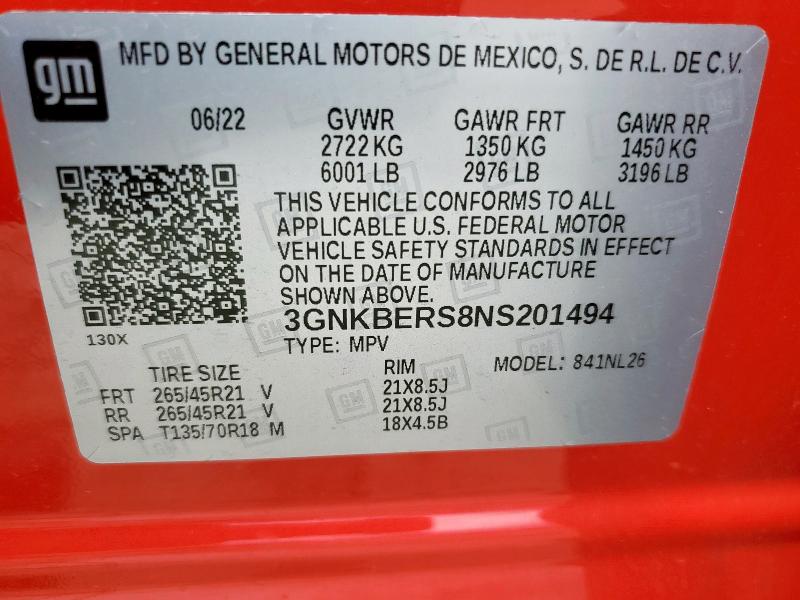 gm
MFD BY GENERAL MOTORS DE MEXICO, S. DE R.L. DE C.V.
06/22 GVWR GAWR FRT GAWR RR
2722 KG 1350 KG 1450 KG
6001 LB 2976 LB 3196 LB
THIS VEHICLE CONFORMS TO ALL
APPLICABLE U.S. FEDERAL MOTOR
VEHICLE SAFETY STANDARDS IN EFFECT
ON THE DATE OF MANUFACTURE
SHOWN ABOVE.
3GNKBERS8NS201494
130X
TYPE: MPV MODEL: 841NL26
TIRE SIZE RIM
FRT 265/45R21 V 21X8.5J
RR 265/45R21 V 21X8.5J
SPA T135/70R18 M 18X4.5B